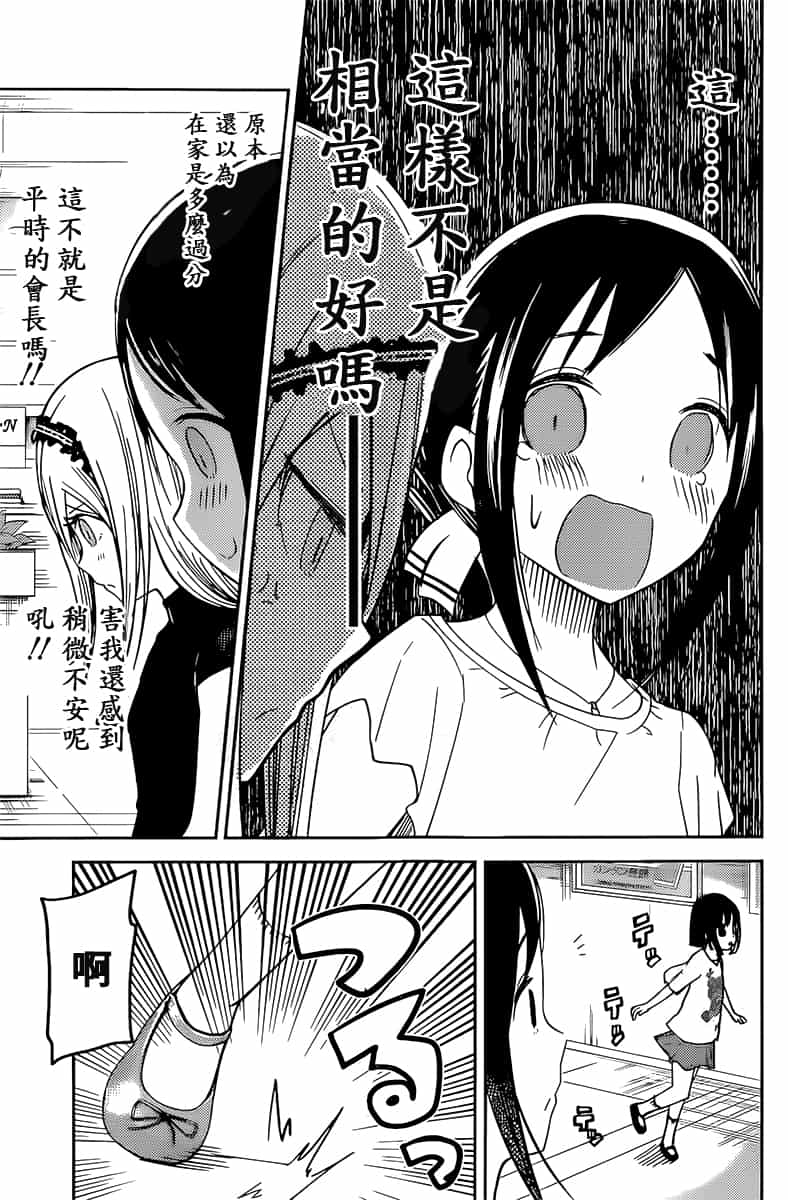 這……
這樣不是
相當的好嗎
原本
還以為
在家是多麼過分
這不就是
平時的會長嗎!!
害我還感到
稍微不安呢
吼!!
テッ
テッ
テッ
つるっ
啊